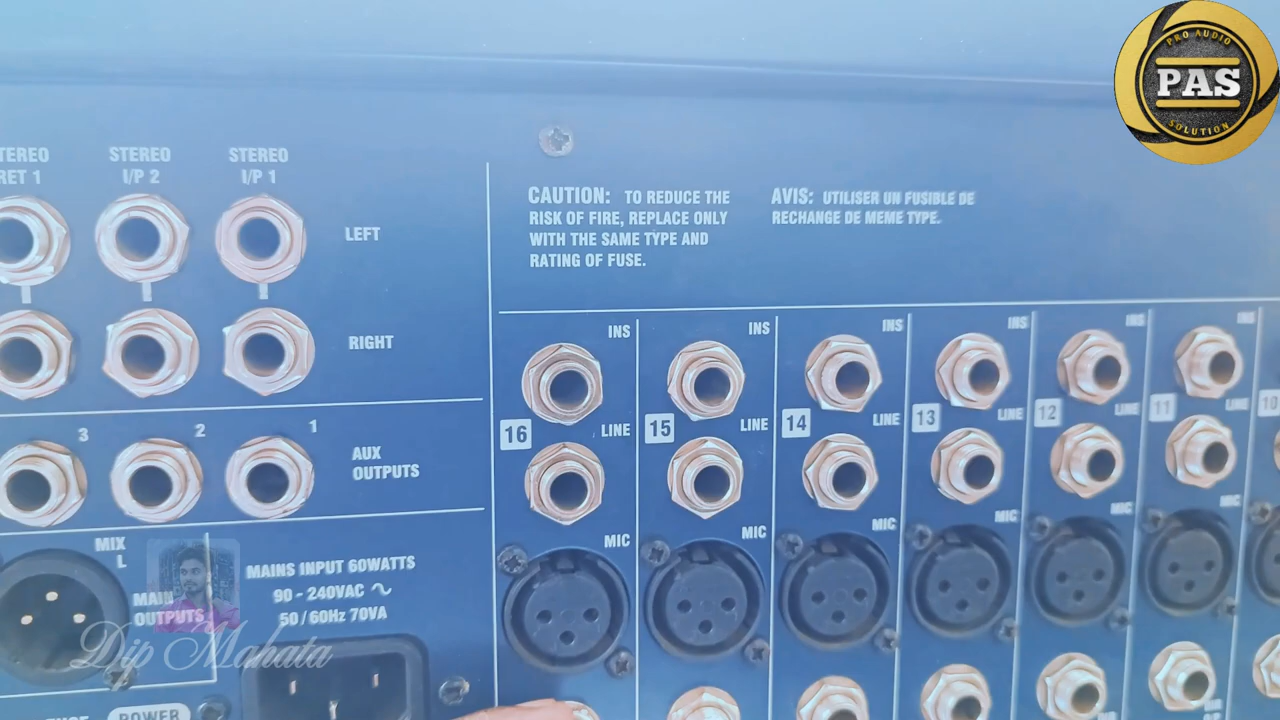 PRO AUDIO
PAS
SOLUTION
STEREO
I/P 2
STEREO
I/P 1
RET 1
LEFT
RIGHT
CAUTION: TO REDUCE THE
RISK OF FIRE, REPLACE ONLY
WITH THE SAME TYPE AND
RATING OF FUSE.
AVIS: UTILISER UN FUSIBLE DE
RECHANGE DE MEME TYPE.
INS
INS
INS
INS
INS
INS
16
15
14
13
12
11
10
LINE
LINE
LINE
LINE
LINE
LINE
MIC
MIC
MIC
MIC
MIC
MIC
3
2
1
AUX
OUTPUTS
MIX
L
MAIN
OUTPUTS
MAINS INPUT 60WATTS
90 - 240VAC ∿
50 / 60Hz 70VA
Dip Mahata
POWER